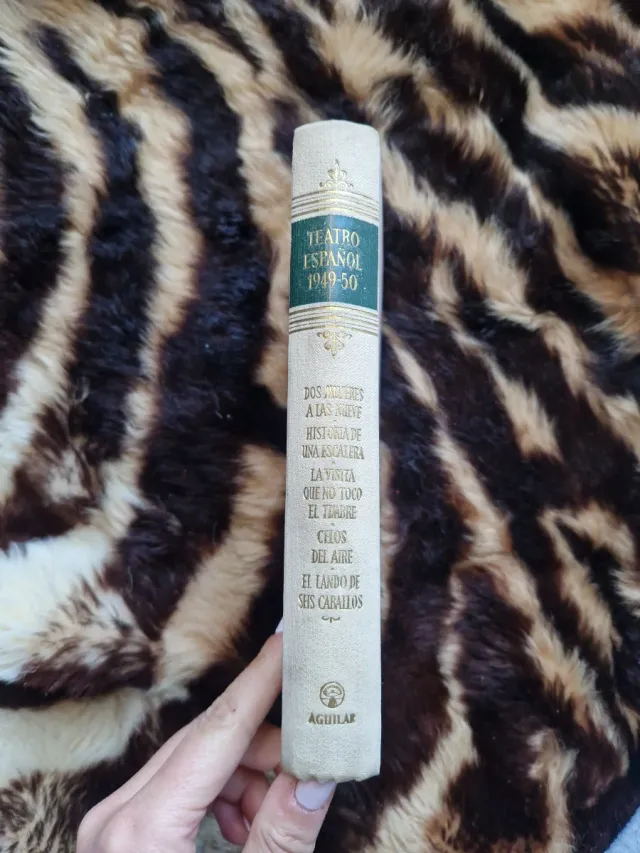 TEATRO
ESPAÑOL
1949-50
DOS MUJERES
A LAS NUEVE
HISTORIA DE
UNA ESCALERA
LA VISITA
QUE NO TOCO
EL TIMBRE
CELOS
DEL AIRE
EL LANDO DE
SEIS CABALLOS
AGUILAR